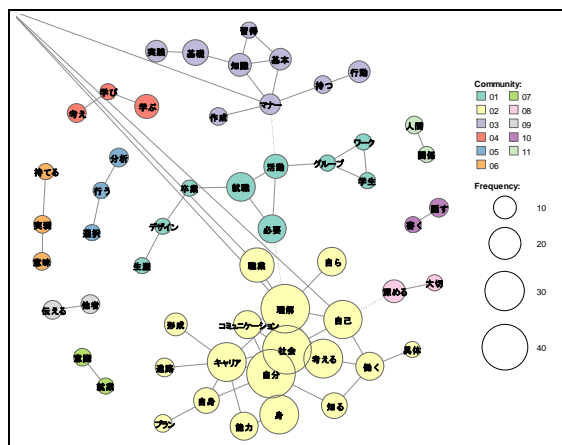 習得
実践
基礎
知識
基本
持つ
行動
マナー
作成
学び
考え
学ぶ
分析
行う
選択
持てる
実現
意味
ワーク
グループ
学生
活動
就職
卒業
必要
デザイン
生涯
人間
関係
話す
書く
大切
深める
職業
自ら
理解
自己
コミュニケーション
形成
社会
キャリア
考える
進路
自分
働く
具体
自身
知る
プラン
能力
身
伝える
他者
意識
就業
Community:
01 07
02 08
03 09
04 10
05 11
06
Frequency:
10
20
30
40